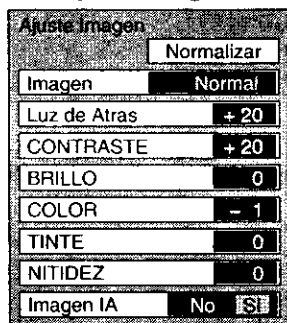 Ajuste Imagen
Normalizar
Imagen Normal
Luz de Atras + 20
CONTRASTE + 20
BRILLO 0
COLOR - 1
TINTE 0
NITIDEZ 0
Imagen IA No SI